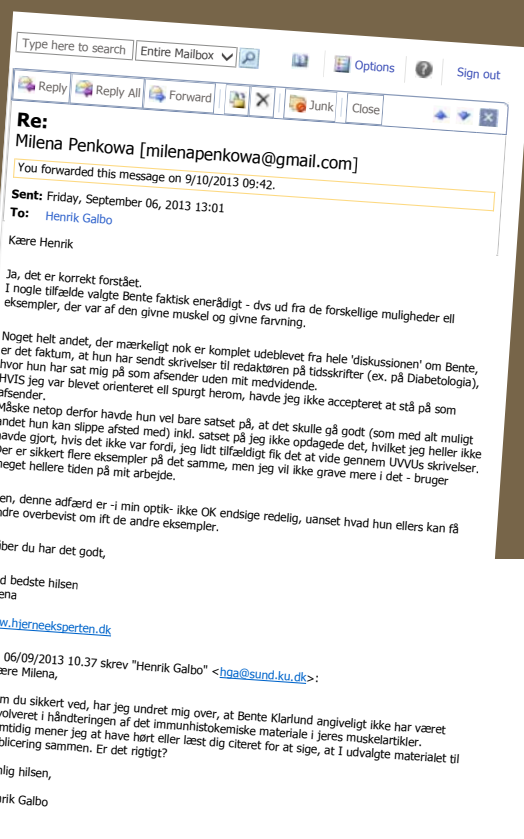 Type here to search Entire Mailbox Options Sign out
Reply Reply All Forward Junk Close
Re:
Milena Penkowa [milenapenkowa@gmail.com]
You forwarded this message on 9/10/2013 09:42.
Sent: Friday, September 06, 2013 13:01
To: Henrik Galbo
Kære Henrik
Ja, det er korrekt forstået.
I nogle tilfælde valgte Bente faktisk enerådigt - dvs ud fra de forskellige muligheder ell
eksempler, der var af den givne muskel og givne farvning.
Noget helt andet, der mærkeligt nok er komplet udeblevet fra hele 'diskussionen' om Bente,
er det faktum, at hun har sendt skrivelser til redaktøren på tidsskrifter (ex. på Diabetologia),
hvor hun har sat mig på som afsender uden mit medvidende.
HVIS jeg var blevet orienteret ell spurgt herom, havde jeg ikke accepteret at stå på som
afsender.
Måske netop derfor havde hun vel bare satset på, at det skulle gå godt (som med alt muligt
andet hun kan slippe afsted med) inkl. satset på jeg ikke opdagede det, hvilket jeg heller ikke
havde gjort, hvis det ikke var fordi, jeg lidt tilfældigt fik det at vide gennem UVVUs skrivelser.
Der er sikkert flere eksempler på det samme, men jeg vil ikke grave mere i det - bruger
meget hellere tiden på mit arbejde.
en, denne adfærd er -i min optik- ikke OK endsige redelig, uanset hvad hun ellers kan få
ndre overbevist om ift de andre eksempler.
åber du har det godt,
d bedste hilsen
ena
w.hjerneeksperten.dk
06/09/2013 10.37 skrev "Henrik Galbo" <hga@sund.ku.dk>:
ære Milena,
m du sikkert ved, har jeg undret mig over, at Bente Klarlund angiveligt ikke har været
volveret i håndteringen af det immunhistokemiske materiale i jeres muskelartikler.
mtidig mener jeg at have hørt eller læst dig citeret for at sige, at I udvalgte materialet til
blicering sammen. Er det rigtigt?
nlig hilsen,
nrik Galbo